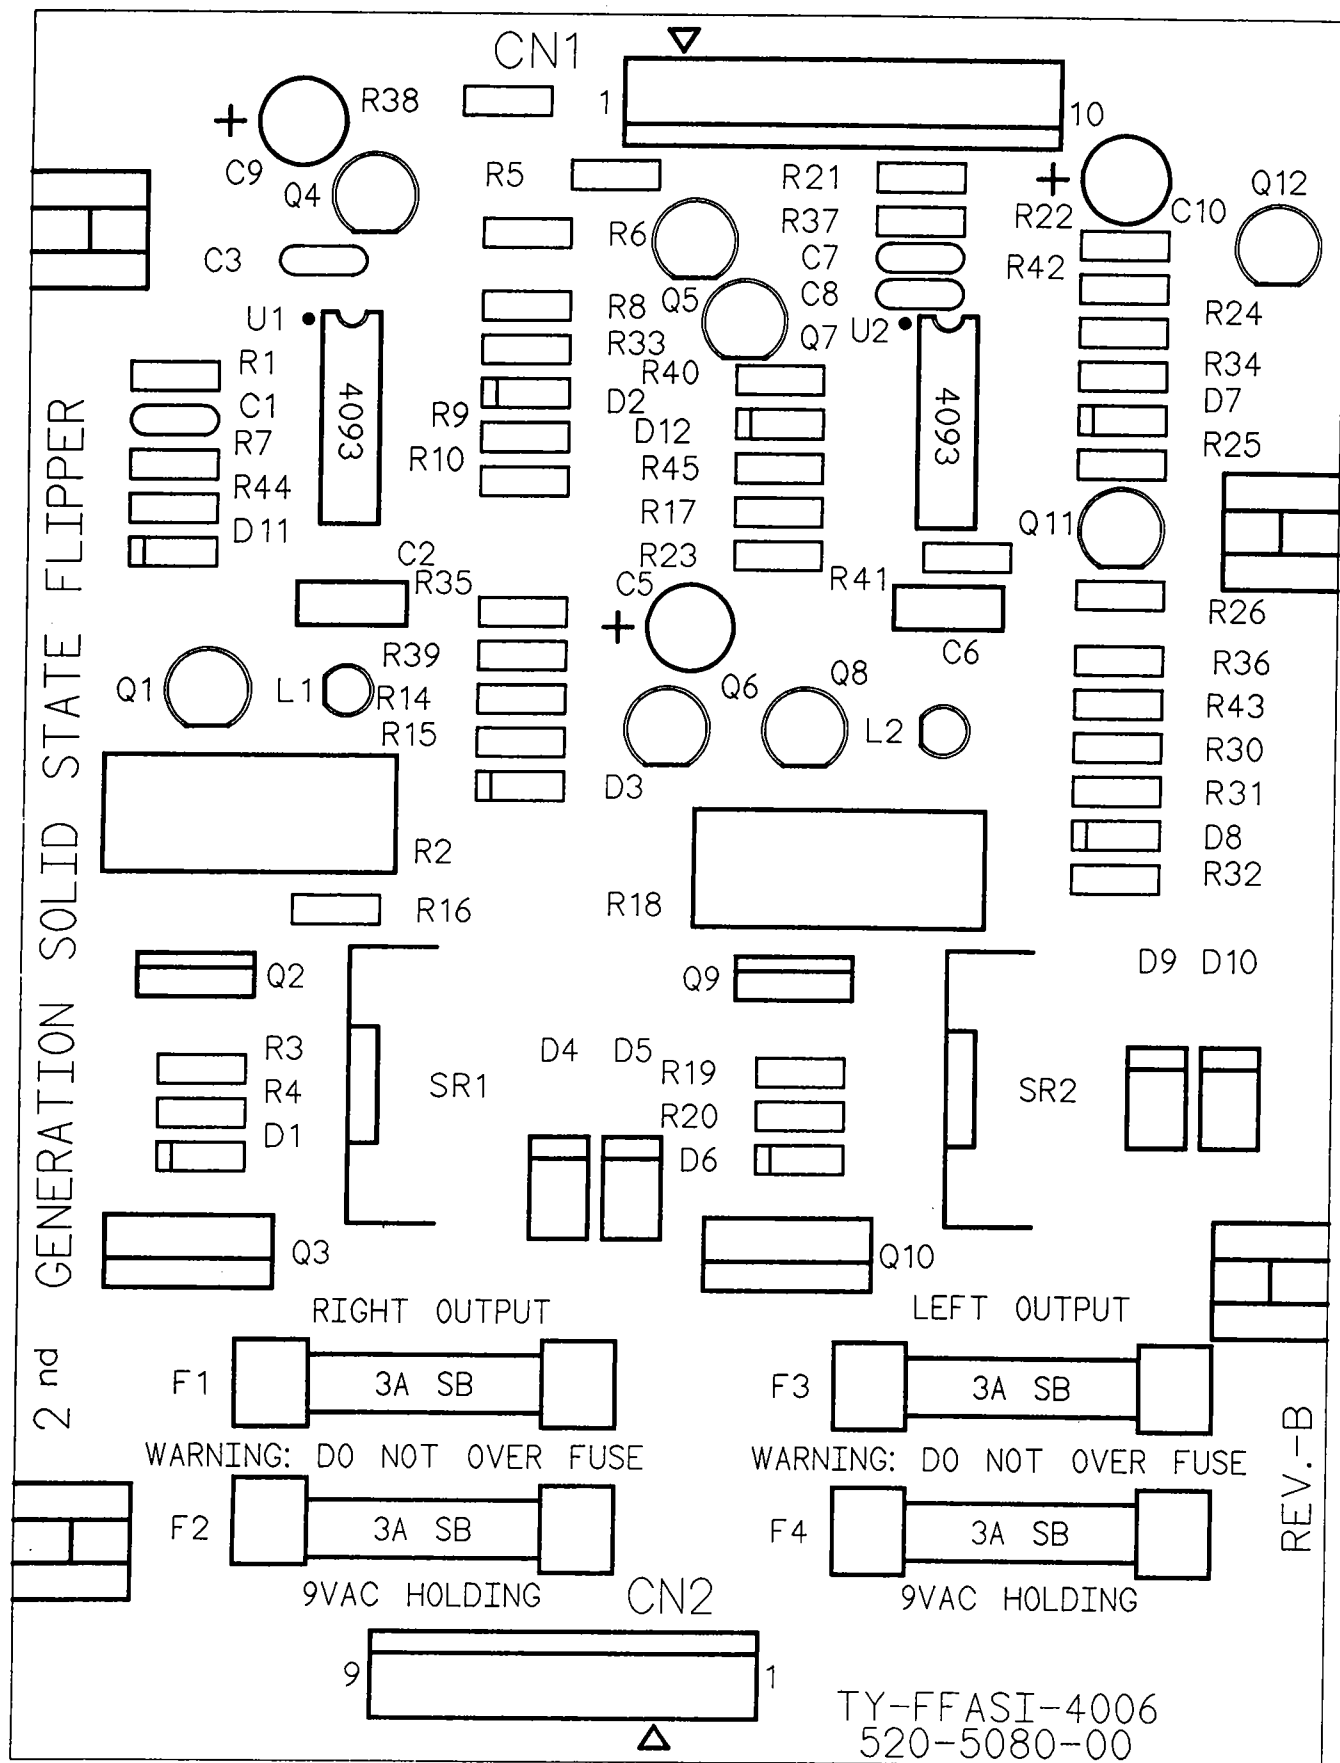 CN1
1
10
R38
C9
Q4
R5
R21
R22
C10
Q12
C3
R6
R37
C7
R42
U1
R8
Q5
C8
Q7
U2
R24
R1
R33
R40
R34
C1
4093
R9
D2
D12
4093
D7
R7
R10
R45
R25
R44
R17
D11
C2
R23
Q11
R35
C5
R41
R26
R39
C6
R36
Q1
L1
R14
Q6
Q8
L2
R43
R15
R30
D3
R31
R2
D8
R16
R18
R32
Q2
Q9
D9
D10
R3
D4
D5
R19
R4
SR1
R20
SR2
D1
D6
Q3
Q10
RIGHT OUTPUT
LEFT OUTPUT
F1
3A SB
F3
3A SB
WARNING: DO NOT OVER FUSE
WARNING: DO NOT OVER FUSE
F2
3A SB
F4
3A SB
9VAC HOLDING
9VAC HOLDING
CN2
9
1
TY-FFASI-4006
520-5080-00
2 nd GENERATION SOLID STATE FLIPPER
REV.-B